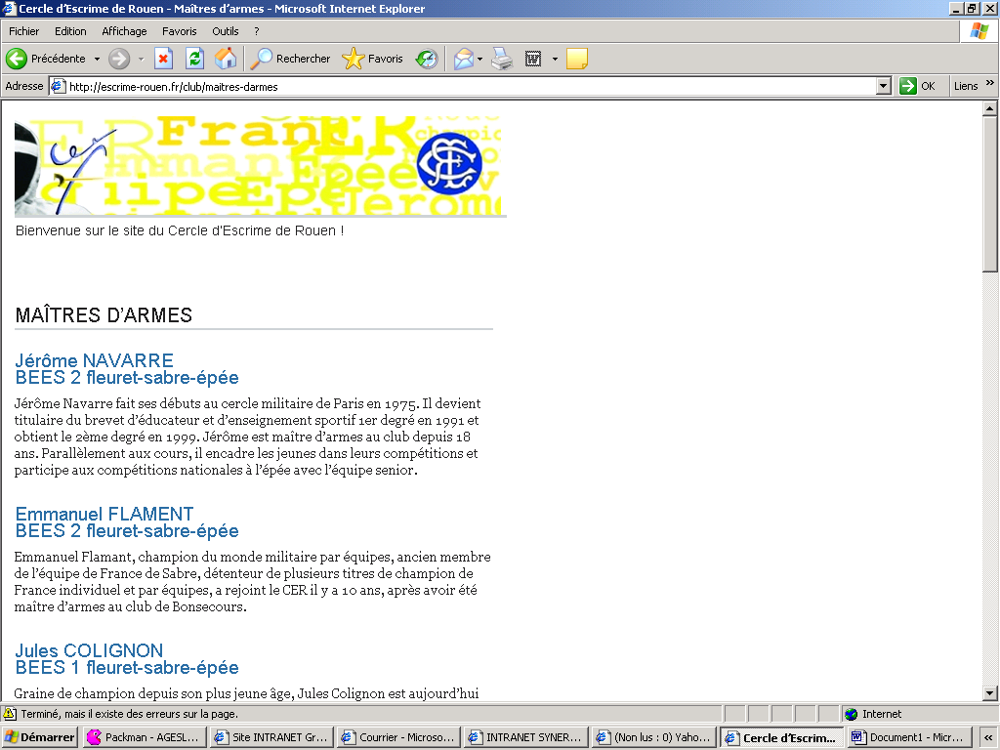 Cercle d'Escrime de Rouen - Maîtres d'armes - Microsoft Internet Explorer
Fichier Edition Affichage Favoris Outils ?
Précédente Rechercher Favoris
Adresse http://escrime-rouen.fr/club/maitres-darmes OK Liens »
Bienvenue sur le site du Cercle d'Escrime de Rouen !
MAÎTRES D'ARMES
Jérôme NAVARRE
BEES 2 fleuret-sabre-épée
Jérôme Navarre fait ses débuts au cercle militaire de Paris en 1975. Il devient
titulaire du brevet d'éducateur et d'enseignement sportif 1er degré en 1991 et
obtient le 2ème degré en 1999. Jérôme est maître d'armes au club depuis 18
ans. Parallèlement aux cours, il encadre les jeunes dans leurs compétitions et
participe aux compétitions nationales à l'épée avec l'équipe senior.
Emmanuel FLAMENT
BEES 2 fleuret-sabre-épée
Emmanuel Flamant, champion du monde militaire par équipes, ancien membre
de l'équipe de France de Sabre, détenteur de plusieurs titres de champion de
France individuel et par équipes, a rejoint le CER il y a 10 ans, après avoir été
maître d'armes au club de Bonsecours.
Jules COLIGNON
BEES 1 fleuret-sabre-épée
Graine de champion depuis son plus jeune âge, Jules Colignon est aujourd'hui
Terminé, mais il existe des erreurs sur la page. Internet
Démarrer Packman - AGESL... Site INTRANET Gr... Courrier - Microso... INTRANET SYNER... (Non lus : 0) Yaho... Cercle d'Escrim... Document1 - Micr... «